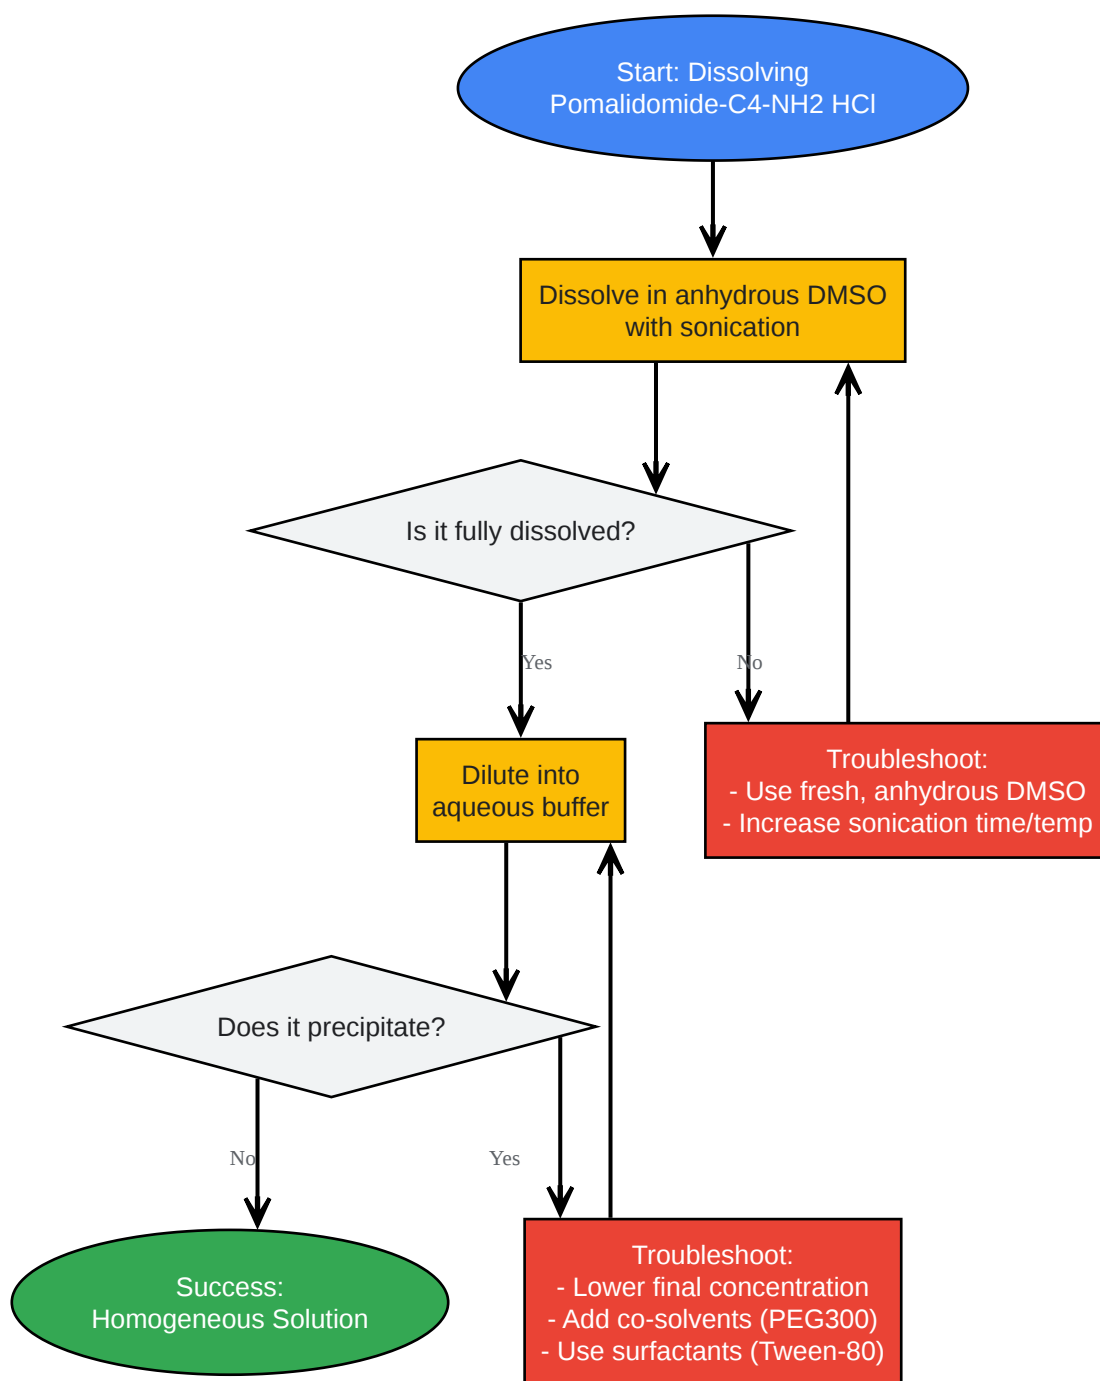 Start: Dissolving
Pomalidomide-C4-NH2 HCl
Dissolve in anhydrous DMSO
with sonication
Is it fully dissolved?
Yes
No
Troubleshoot:
- Use fresh, anhydrous DMSO
- Increase sonication time/temp
Dilute into
aqueous buffer
Does it precipitate?
No
Yes
Success:
Homogeneous Solution
Troubleshoot:
- Lower final concentration
- Add co-solvents (PEG300)
- Use surfactants (Tween-80)